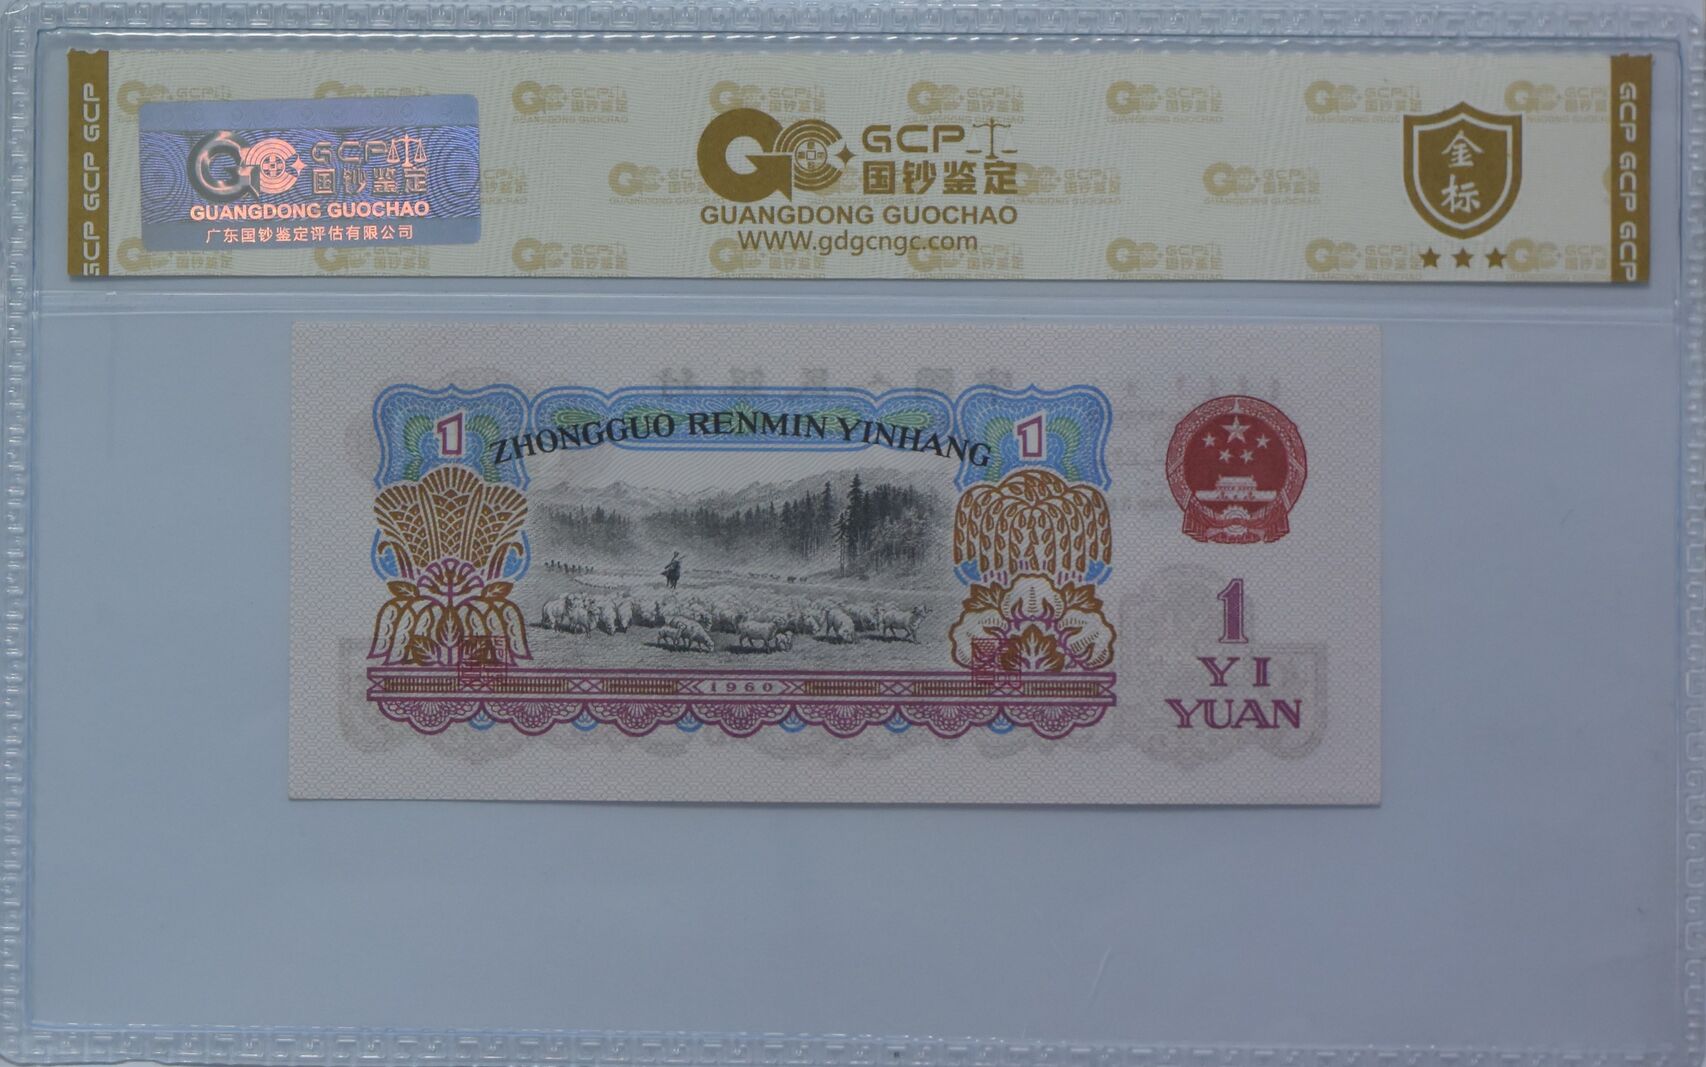 GCP GCP GCP
GCP
国钞鉴定
GUANGDONG GUOCHAO
广东国钞鉴定评估有限公司
GCP
国钞鉴定
GUANGDONG GUOCHAO
WWW.gdgcngc.com
金
标
GCP GCP GCP
1
ZHONGGUO RENMIN YINHANG
1
1960
1
YI
YUAN